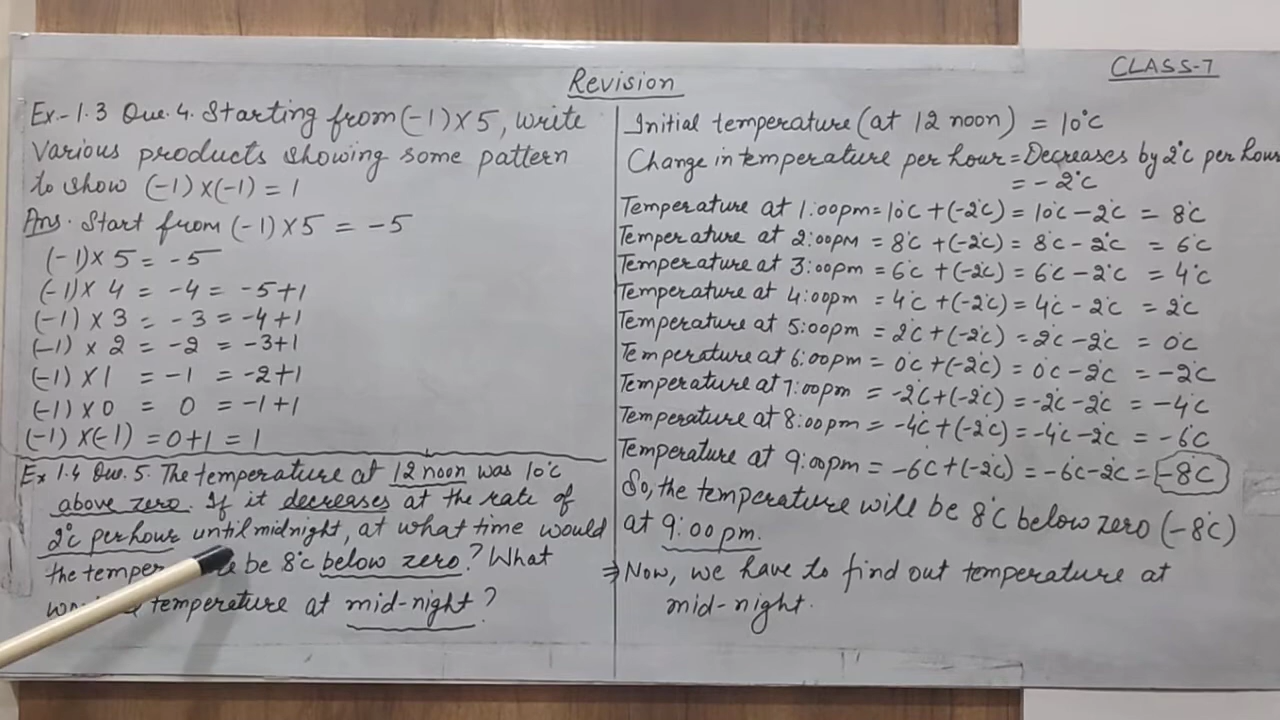 Revision
CLASS-7
Ex.-1.3 Que.4. Starting from (-1)×5, write
various products showing some pattern
to show (-1)×(-1) = 1
Ans. Start from (-1)×5 = -5
(-1)×5 = -5
(-1)×4 = -4 = -5+1
(-1)×3 = -3 = -4+1
(-1)×2 = -2 = -3+1
(-1)×1 = -1 = -2+1
(-1)×0 = 0 = -1+1
(-1)×(-1) = 0+1 = 1
Ex 1.4 Que.5. The temperature at 12 noon was 10°C
above zero. If it decreases at the rate of
2°C per hour until midnight, at what time would
the be 8°C below zero? What
temperature at mid-night?
Initial temperature (at 12 noon) = 10°C
Change in temperature per hour = Decreases by 2°C per hour
= -2°C
Temperature at 1:00pm = 10°C + (-2°C) = 10°C - 2°C = 8°C
Temperature at 2:00pm = 8°C + (-2°C) = 8°C - 2°C = 6°C
Temperature at 3:00pm = 6°C + (-2°C) = 6°C - 2°C = 4°C
Temperature at 4:00pm = 4°C + (-2°C) = 4°C - 2°C = 2°C
Temperature at 5:00pm = 2°C + (-2°C) = 2°C - 2°C = 0°C
Temperature at 6:00pm = 0°C + (-2°C) = 0°C - 2°C = -2°C
Temperature at 7:00pm = -2°C + (-2°C) = -2°C - 2°C = -4°C
Temperature at 8:00pm = -4°C + (-2°C) = -4°C - 2°C = -6°C
Temperature at 9:00pm = -6°C + (-2°C) = -6°C - 2°C = -8°C
So, the temperature will be 8°C below zero (-8°C)
at 9:00 pm.
⇒ Now, we have to find out temperature at
mid-night.